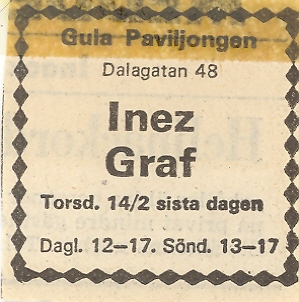 Gula Paviljongen
Dalagatan 48
Inez
Graf
Torsd. 14/2 sista dagen
Dagl. 12–17. Sönd. 13–17